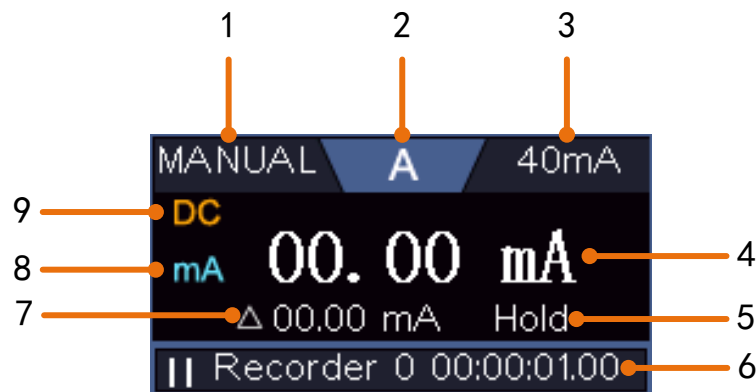 1 2 3
MANUAL A 40mA
9 DC
8 mA 00.00 mA 4
7 △ 00.00 mA Hold 5
|| Recorder 0 00:00:01.00 6